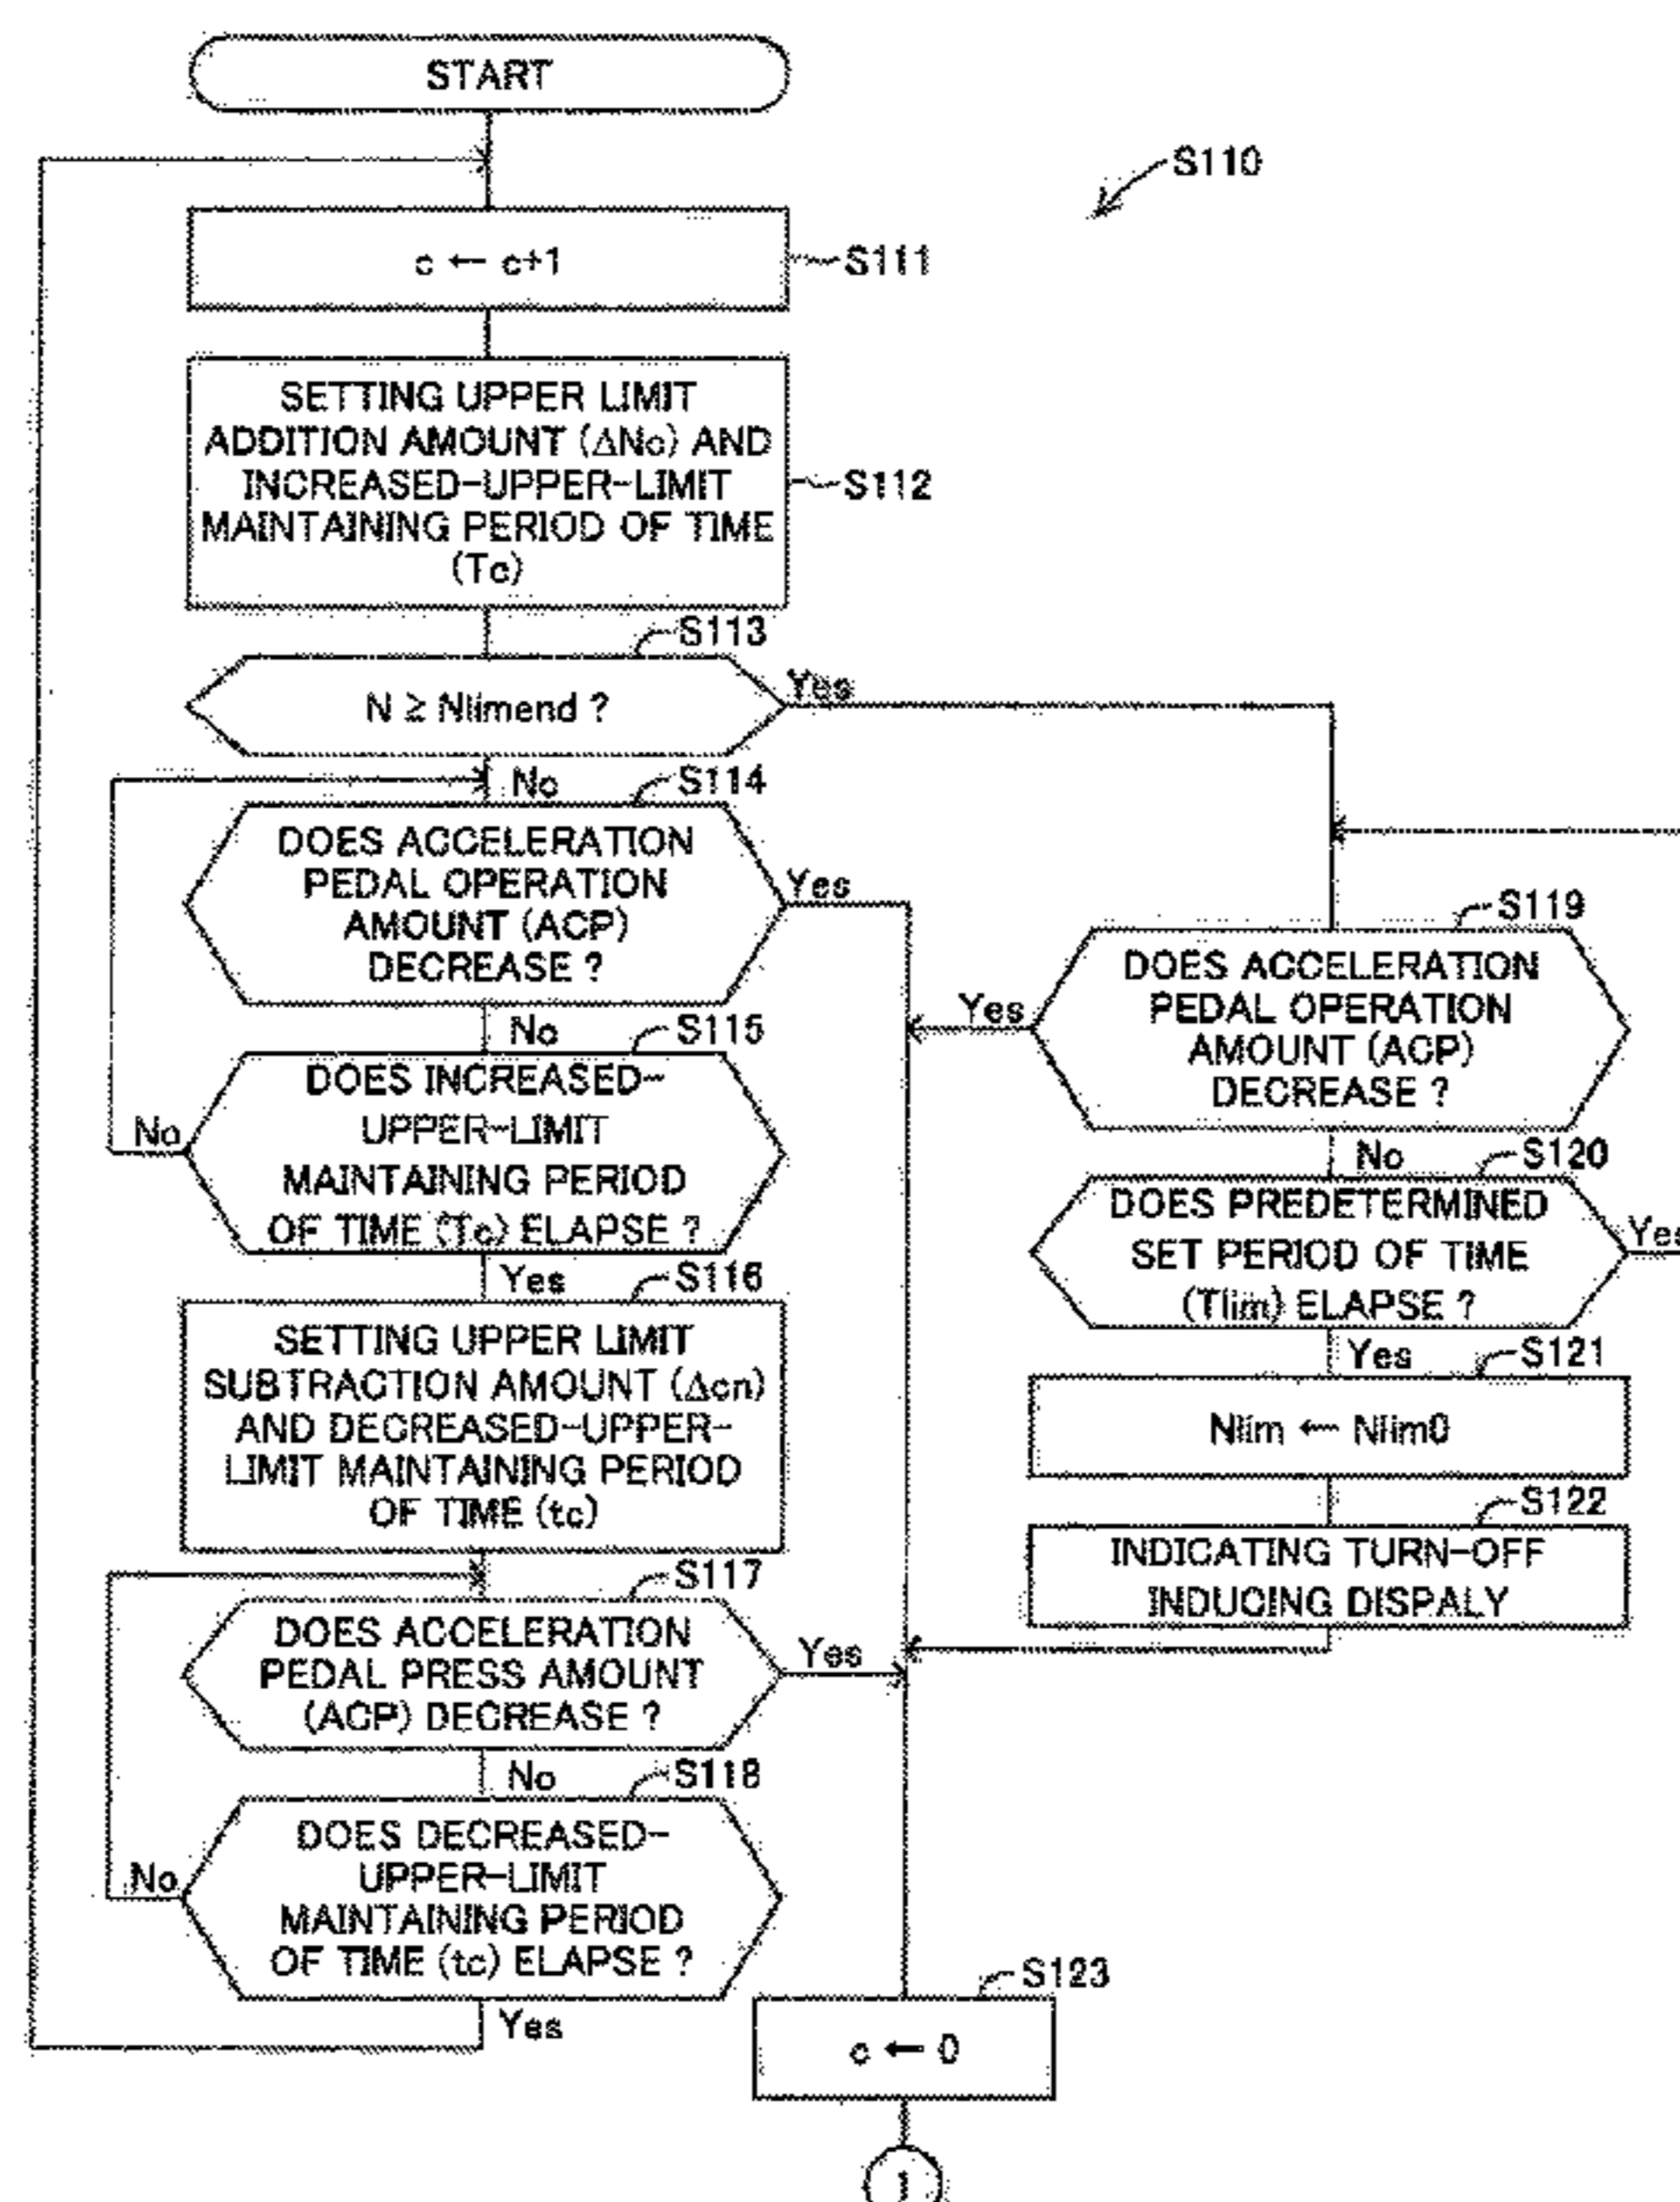 START
S110
c ← c+1
S111
SETTING UPPER LIMIT
ADDITION AMOUNT (ΔNc) AND
INCREASED-UPPER-LIMIT
MAINTAINING PERIOD OF TIME
(Tc)
S112
S113
N ≥ Nlimend ?
Yes
No
S114
DOES ACCELERATION
PEDAL OPERATION
AMOUNT (ACP)
DECREASE ?
Yes
No
S115
DOES INCREASED-
UPPER-LIMIT
MAINTAINING PERIOD
OF TIME (Tc) ELAPSE ?
No
Yes
S116
SETTING UPPER LIMIT
SUBTRACTION AMOUNT (Δcn)
AND DECREASED-UPPER-
LIMIT MAINTAINING PERIOD
OF TIME (tc)
S117
DOES ACCELERATION
PEDAL PRESS AMOUNT
(ACP) DECREASE ?
Yes
No
S118
DOES DECREASED-
UPPER-LIMIT
MAINTAINING PERIOD
OF TIME (tc) ELAPSE ?
No
Yes
S119
DOES ACCELERATION
PEDAL OPERATION
AMOUNT (ACP)
DECREASE ?
Yes
No
S120
DOES PREDETERMINED
SET PERIOD OF TIME
(Tlim) ELAPSE ?
Yes
Yes
S121
Nlim ← Nlim0
S122
INDICATING TURN-OFF
INDUCING DISPALY
S123
c ← 0
1